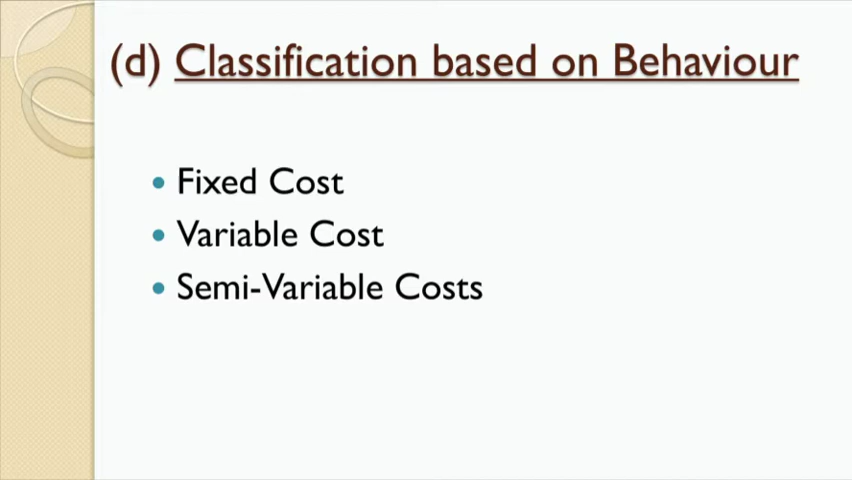 (d) Classification based on Behaviour
• Fixed Cost
• Variable Cost
• Semi-Variable Costs